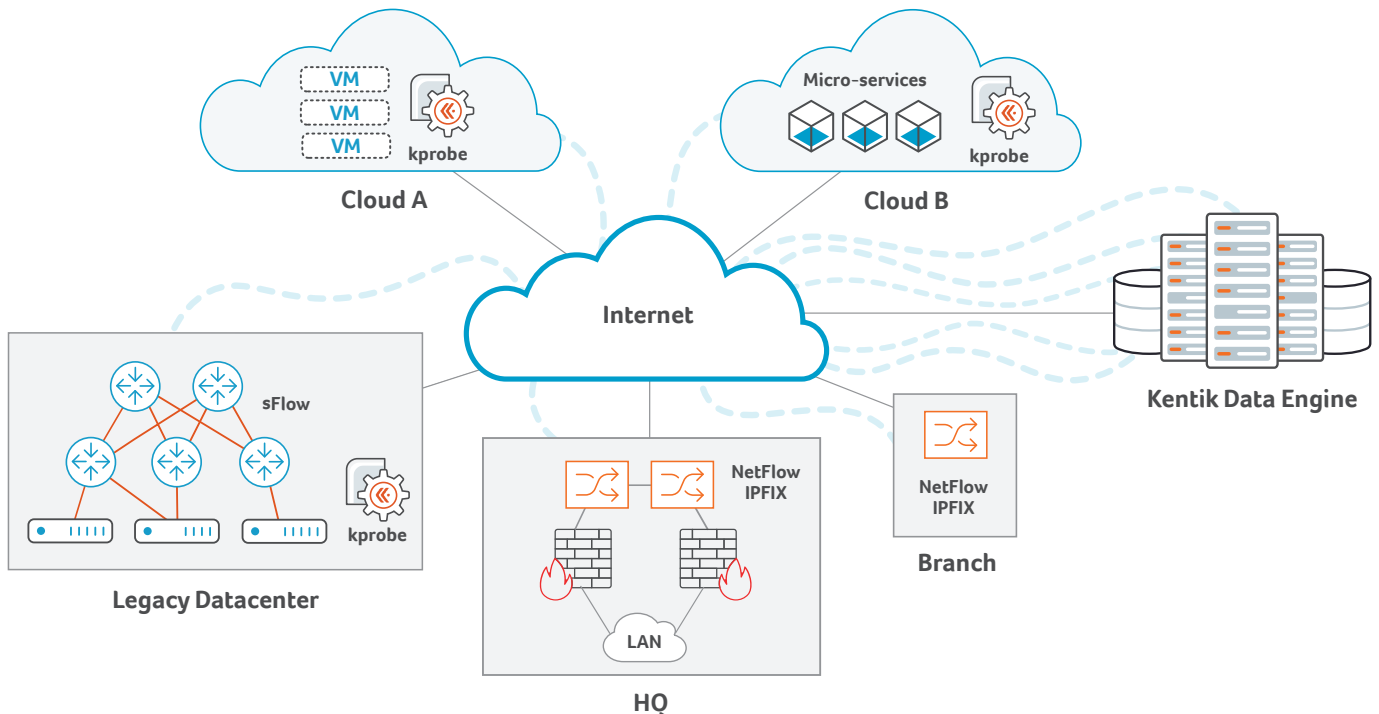 VM
VM
VM
kprobe
Cloud A
Micro-services
kprobe
Cloud B
Internet
Kentik Data Engine
sFlow
kprobe
Legacy Datacenter
NetFlow
IPFIX
LAN
HQ
NetFlow
IPFIX
Branch